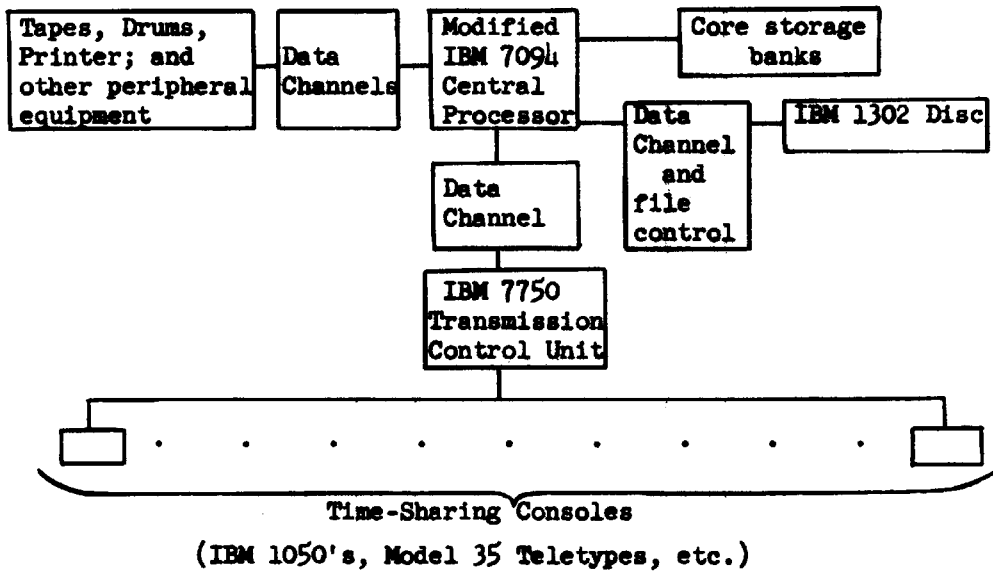 Tapes, Drums,
Printer; and
other peripheral
equipment
Data
Channels
Modified
IBM 7094
Central
Processor
Core storage
banks
Data
Channel
and
file
control
IBM 1302 Disc
Data
Channel
IBM 7750
Transmission
Control Unit
Time-Sharing Consoles
(IBM 1050's, Model 35 Teletypes, etc.)